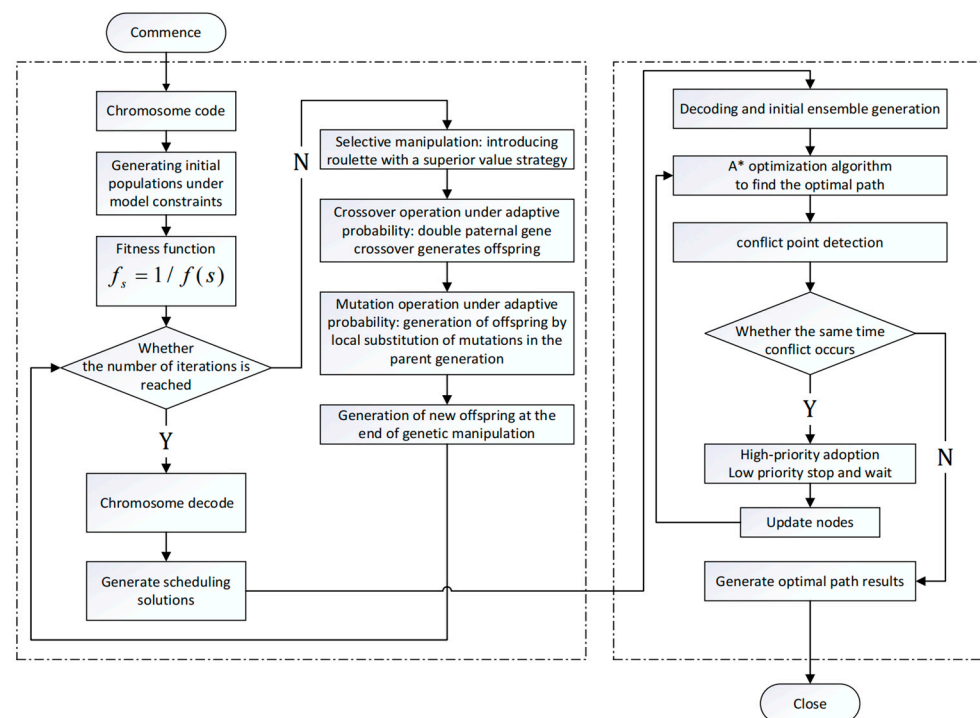 Commence
Chromosome code
Generating initial
populations under
model constraints
Fitness function
f_s = 1 / f(s)
Whether
the number of iterations is
reached
Y
Chromosome decode
Generate scheduling
solutions
N
Selective manipulation: introducing
roulette with a superior value strategy
Crossover operation under adaptive
probability: double paternal gene
crossover generates offspring
Mutation operation under adaptive
probability: generation of offspring by
local substitution of mutations in the
parent generation
Generation of new offspring at the
end of genetic manipulation
Decoding and initial ensemble generation
A* optimization algorithm
to find the optimal path
conflict point detection
Whether the same time
conflict occurs
Y
N
High-priority adoption
Low priority stop and wait
Update nodes
Generate optimal path results
Close